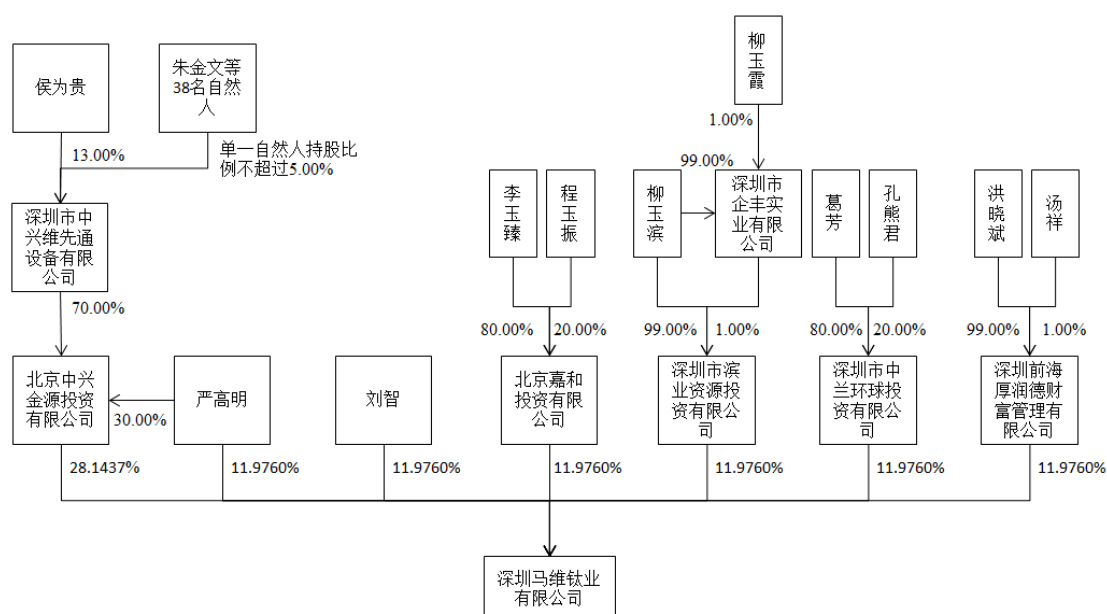 侯为贵
朱金文等
38名自然
人
柳
玉
霞
13.00%
单一自然人持股比
例不超过5.00%
1.00%
99.00%
深圳市中
兴维先通
设备有限
公司
李
玉
臻
程
玉
振
柳
玉
滨
深圳市
企丰实
业有限
公司
葛
芳
孔
熊
君
洪
晓
斌
汤
祥
70.00%
80.00%
20.00%
99.00%
1.00%
80.00%
20.00%
99.00%
1.00%
北京中兴
金源投资
有限公司
30.00%
严高明
刘智
北京嘉和
投资有限
公司
深圳市滨
业资源投
资有限公
司
深圳市中
兰环球投
资有限公
司
深圳前海
厚润德财
富管理有
限公司
28.1437%
11.9760%
11.9760%
11.9760%
11.9760%
11.9760%
11.9760%
深圳马维钛业
有限公司